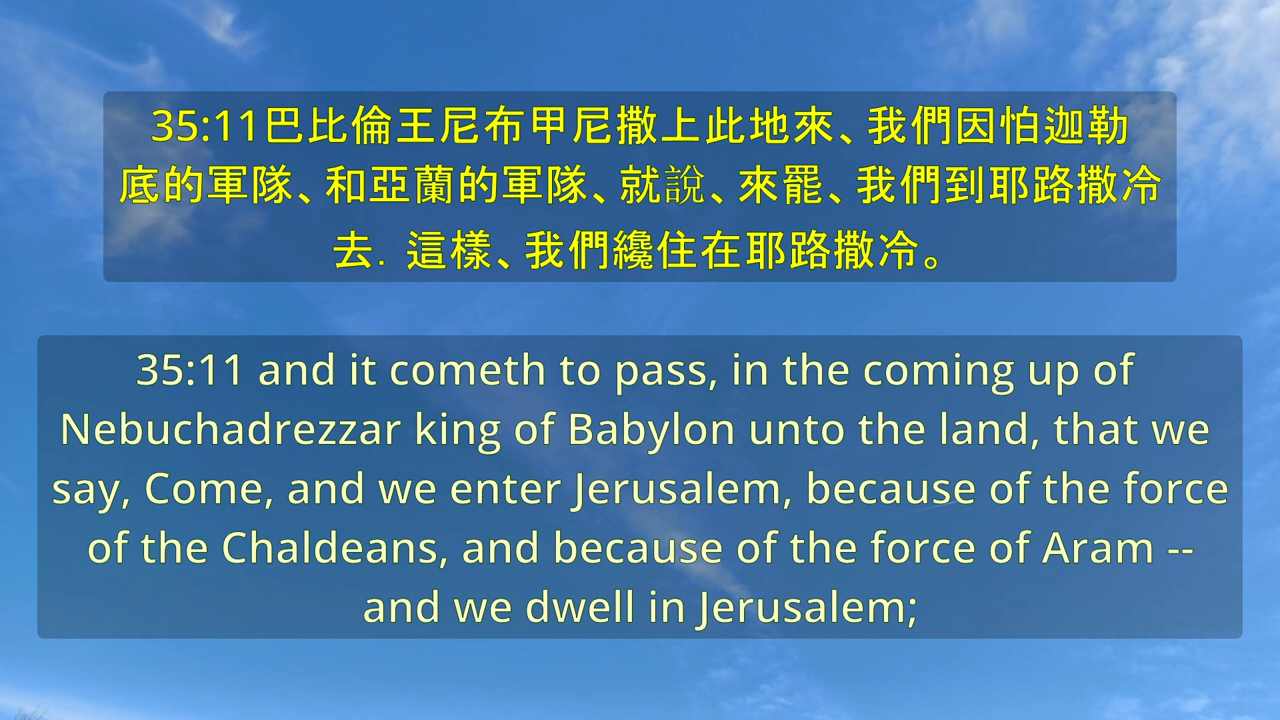 35:11巴比倫王尼布甲尼撒上此地來、我們因怕迦勒
底的軍隊、和亞蘭的軍隊、就說、來罷、我們到耶路撒冷
去．這樣、我們纔住在耶路撒冷。
35:11 and it cometh to pass, in the coming up of
Nebuchadrezzar king of Babylon unto the land, that we
say, Come, and we enter Jerusalem, because of the force
of the Chaldeans, and because of the force of Aram --
and we dwell in Jerusalem;